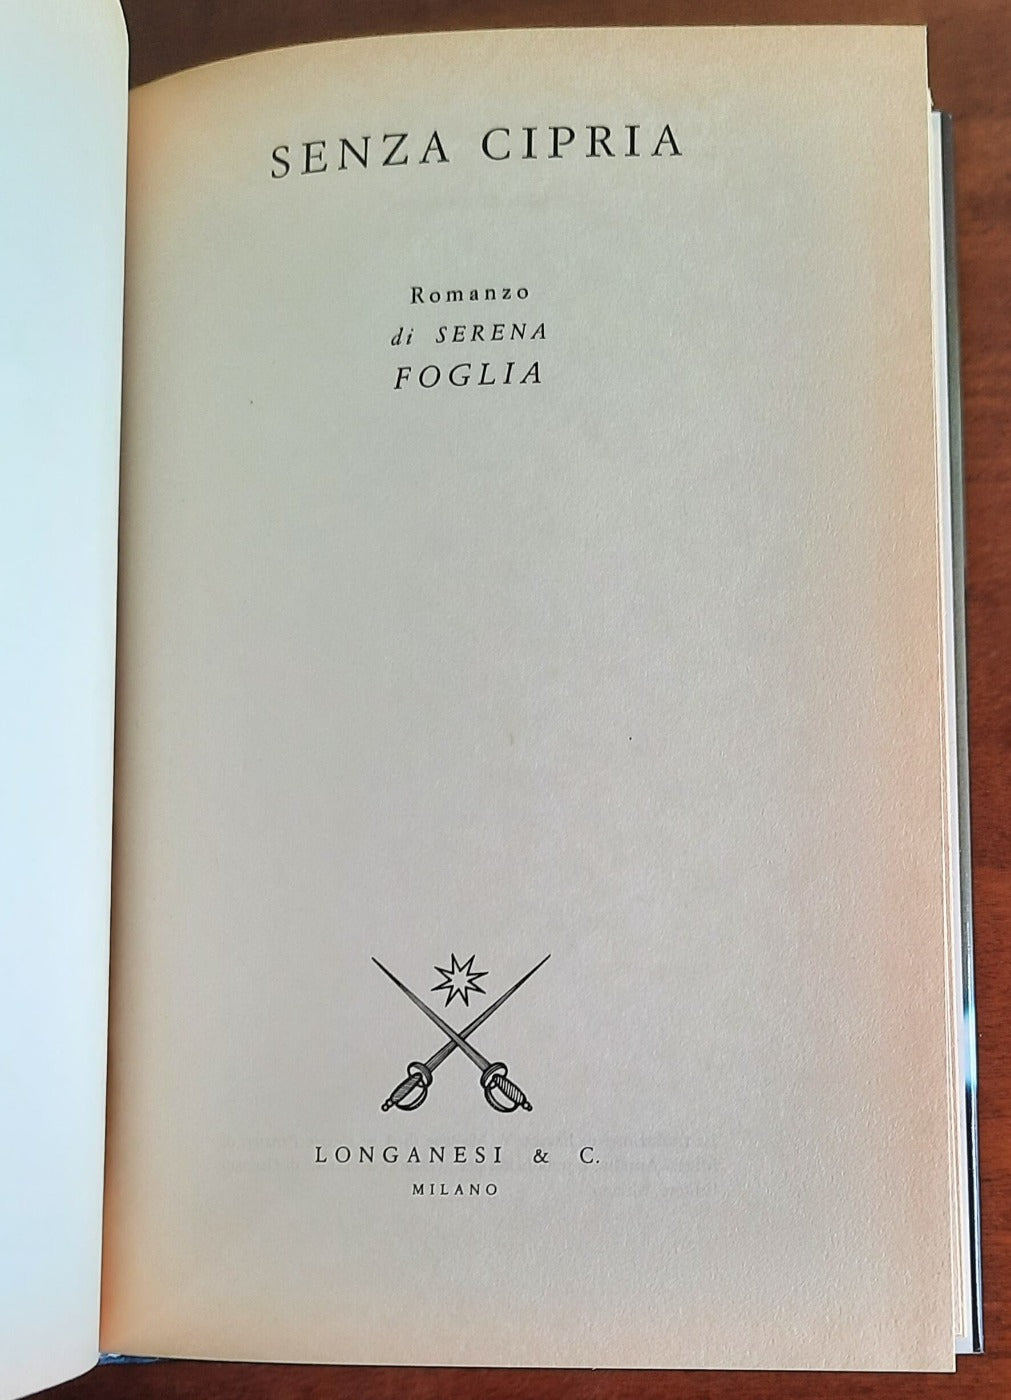 SENZA CIPRIA
Romanzo
di SERENA
FOGLIA
LONGANESI & C.
MILANO